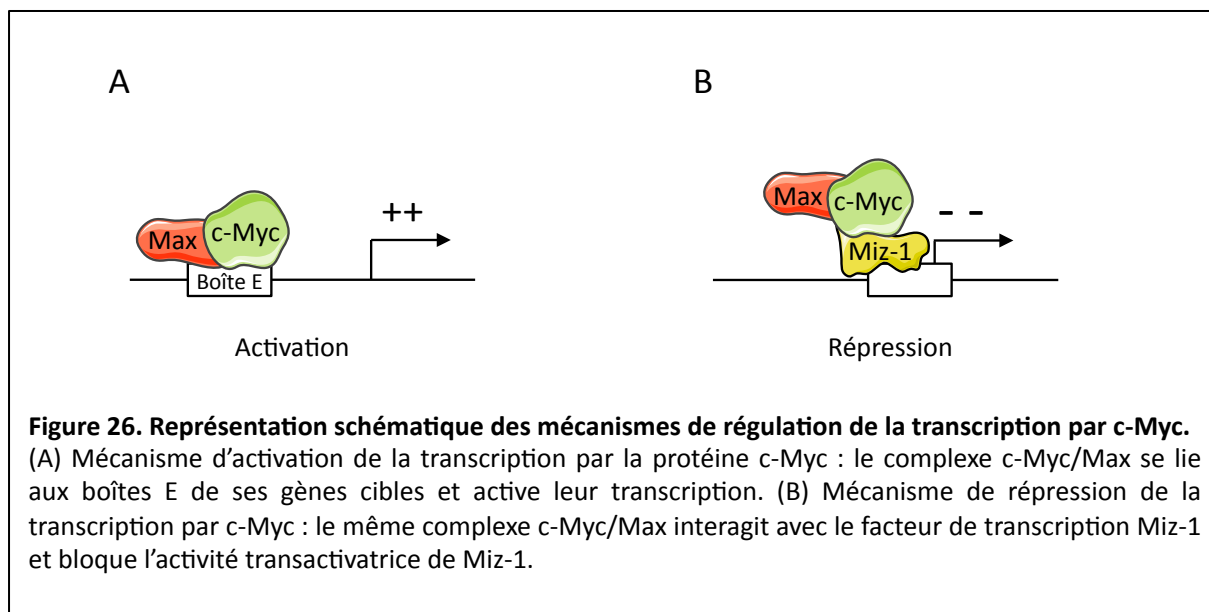 A
B
++
- -
Max
c-Myc
Boîte E
Max
c-Myc
Miz-1
Activation
Répression
Figure 26. Représentation schématique des mécanismes de régulation de la transcription par c-Myc.
(A) Mécanisme d’activation de la transcription par la protéine c-Myc : le complexe c-Myc/Max se lie
aux boîtes E de ses gènes cibles et active leur transcription. (B) Mécanisme de répression de la
transcription par c-Myc : le même complexe c-Myc/Max interagit avec le facteur de transcription Miz-1
et bloque l’activité transactivatrice de Miz-1.